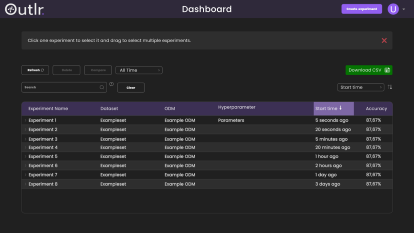 Outlr.
Dashboard
Create experiment
U
Click one experiment to select it and drag to select multiple experiments.
Refresh
All Time
Download CSV
Search
Clear
Start time
Experiment Name Dataset ODM Hyperparameter Start time Accuracy
Experiment 1 Exampleset Example ODM Parameters 5 seconds ago 87,67%
Experiment 2 Exampleset Example ODM 20 seconds ago 87,67%
Experiment 3 Exampleset Example ODM 5 minutes ago 87,67%
Experiment 4 Exampleset Example ODM 20 minutes ago 87,67%
Experiment 5 Exampleset Example ODM 1 hour ago 87,67%
Experiment 6 Exampleset Example ODM 2 hours ago 87,67%
Experiment 7 Exampleset Example ODM 1 day ago 87,67%
Experiment 8 Exampleset Example ODM 3 days ago 87,67%